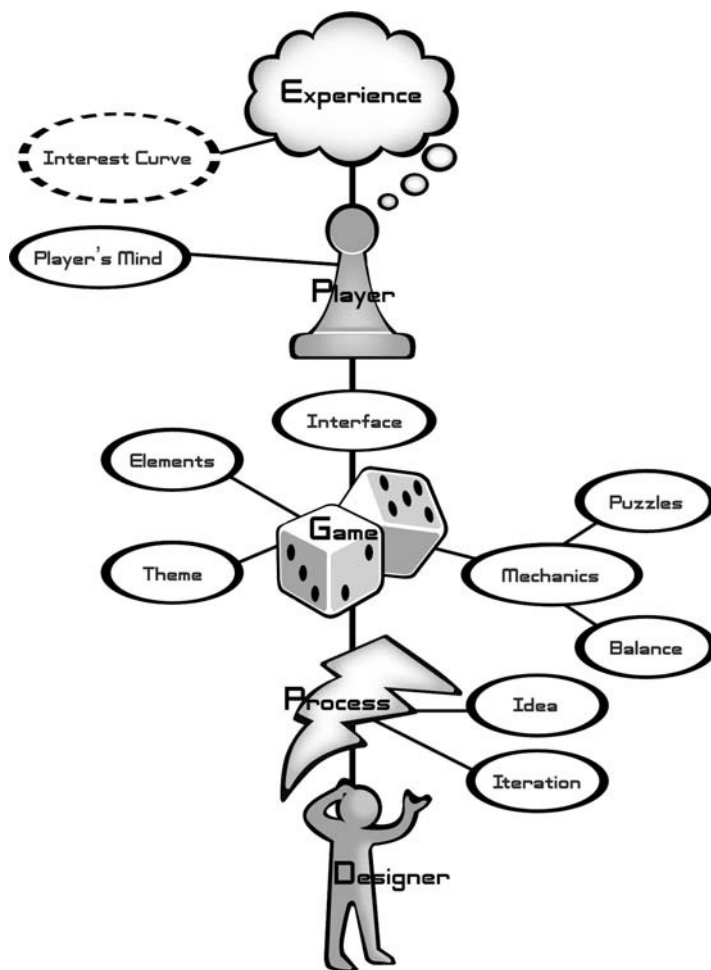 Experience
Interest Curve
Player's Mind
Player
Interface
Elements
Game
Puzzles
Theme
Mechanics
Balance
Process
Idea
Iteration
Designer